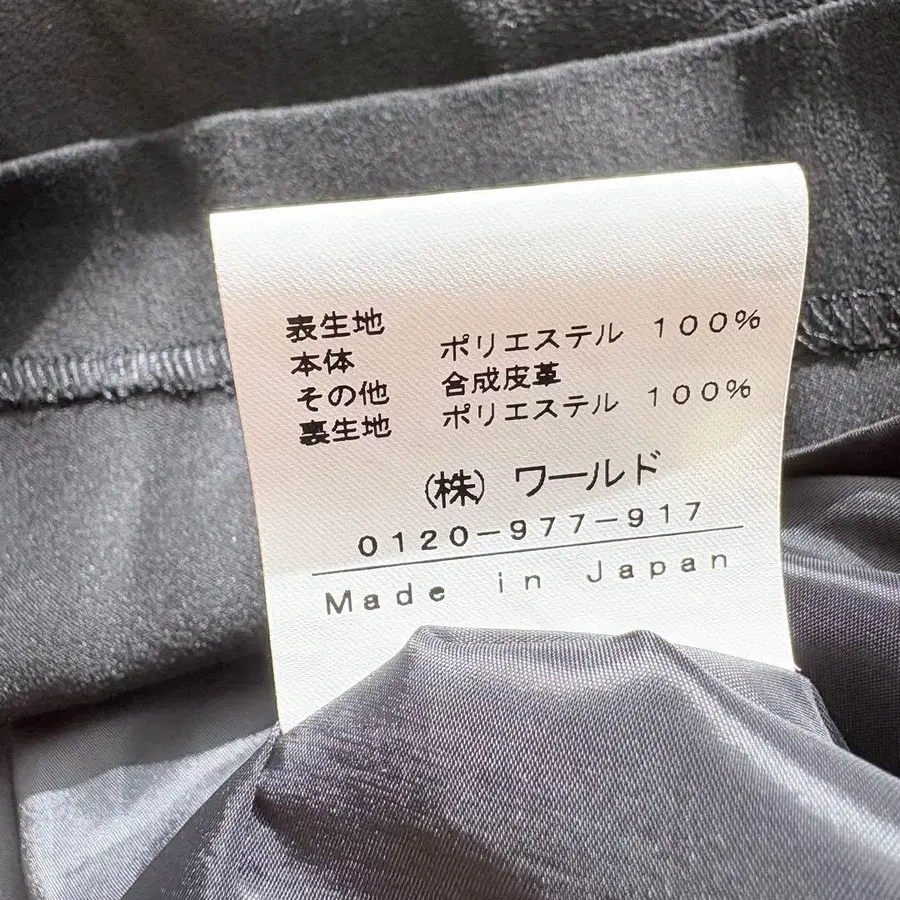 表生地
本体 ポリエステル 100%
その他 合成皮革
裏生地 ポリエステル 100%
(株) ワールド
0120-977-917
Made in Japan